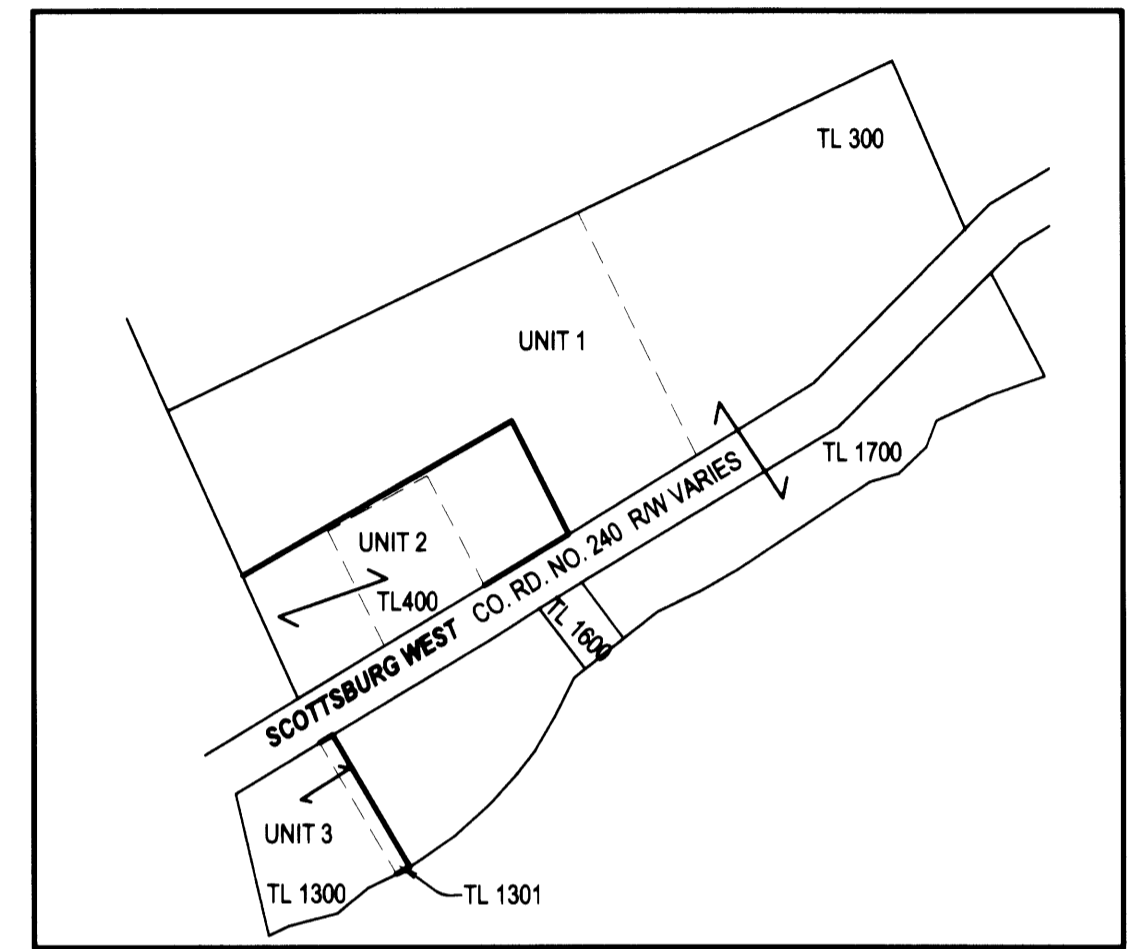 TL 300
UNIT 1
TL 1700
UNIT 2
TL400
SCOTTSBURG WEST CO. RD. NO. 240 R/W VARIES
TL 1600
UNIT 3
TL 1300
TL 1301